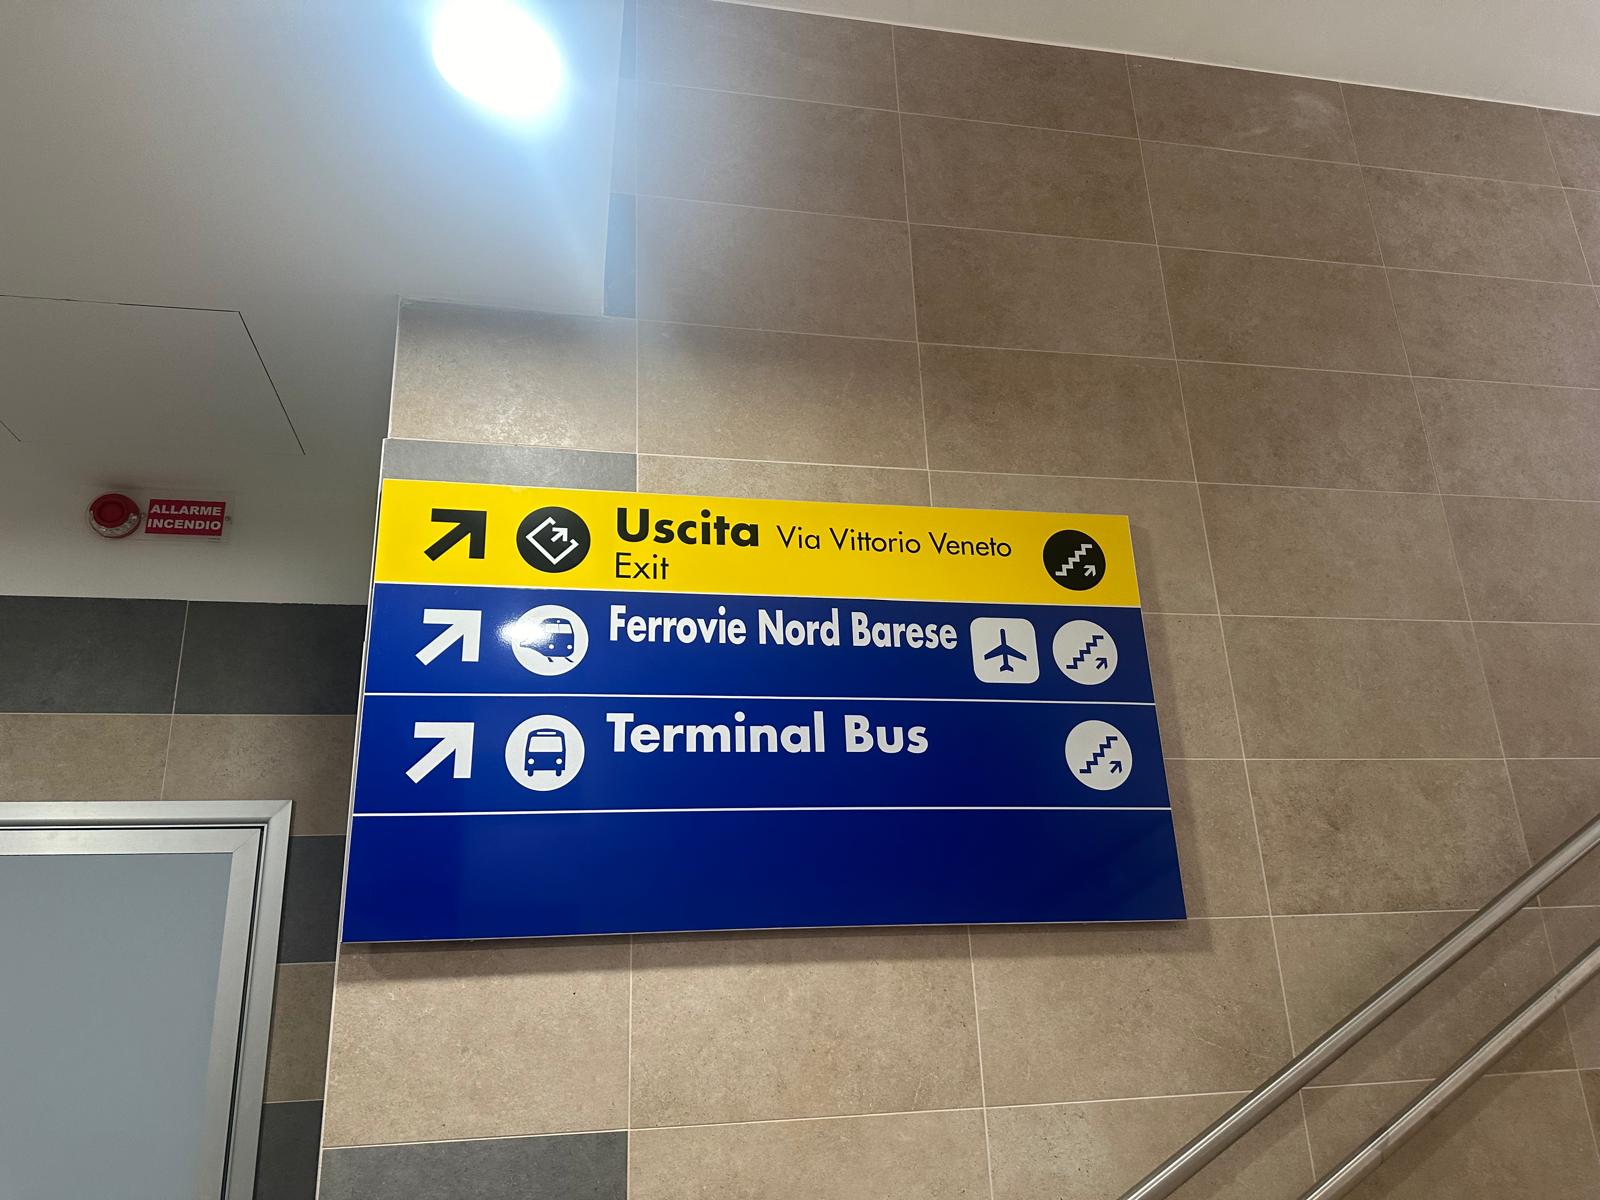 ALLARME
INCENDIO
Uscita Via Vittorio Veneto
Exit
Ferrovie Nord Barese
Terminal Bus